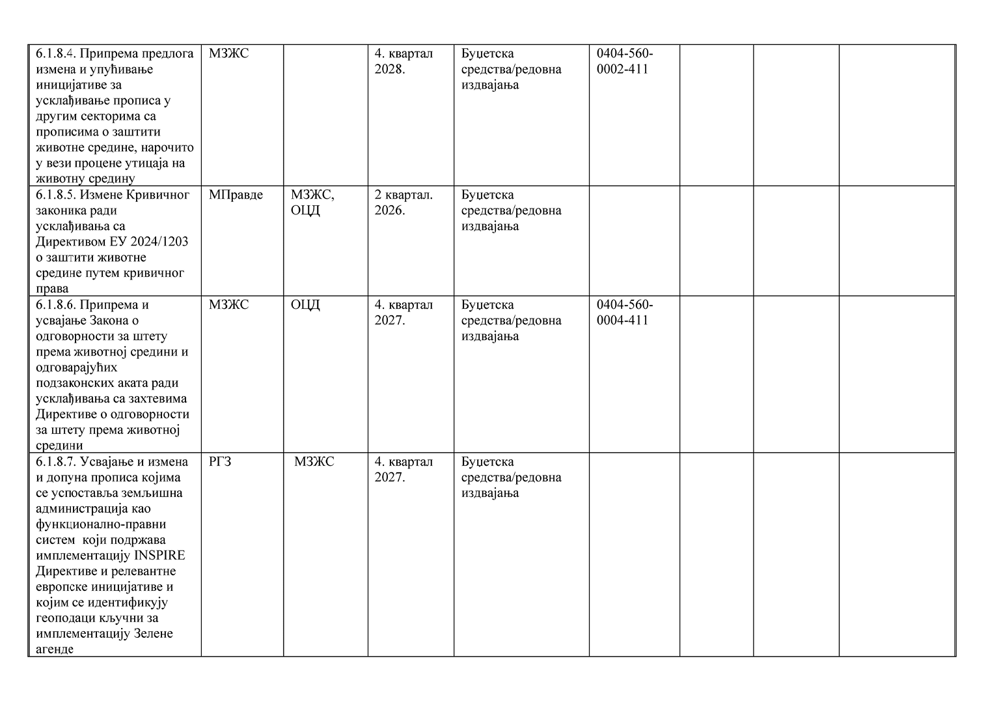 6.1.8.4. Припрема предлога
измена и упућивање
иницијативе за
усклађивање прописа у
другим секторима са
прописима о заштити
животне средине, нарочито
у вези процене утицаја на
животну средину
МЗЖС
4. квартал
2028.
Буџетска
средства/редовна
издвајања
0404-560-
0002-411
6.1.8.5. Измене Кривичног
законика ради
усклађивања са
Директивом ЕУ 2024/1203
о заштити животне
средине путем кривичног
права
МПравде
МЗЖС,
ОЦД
2 квартал.
2026.
Буџетска
средства/редовна
издвајања
6.1.8.6. Припрема и
усвајање Закона о
одговорности за штету
према животној средини и
одговарајућих
подзаконских аката ради
усклађивања са захтевима
Директиве о одговорности
за штету према животној
средини
МЗЖС
ОЦД
4. квартал
2027.
Буџетска
средства/редовна
издвајања
0404-560-
0004-411
6.1.8.7. Усвајање и измена
и допуна прописа којима
се успоставља земљишна
администрација као
функционално-правни
систем  који подржава
имплементацију INSPIRE
Директиве и релевантне
европске иницијативе и
којим се идентификују
геоподаци кључни за
имплементацију Зелене
агенде
РГЗ
МЗЖС
4. квартал
2027.
Буџетска
средства/редовна
издвајања